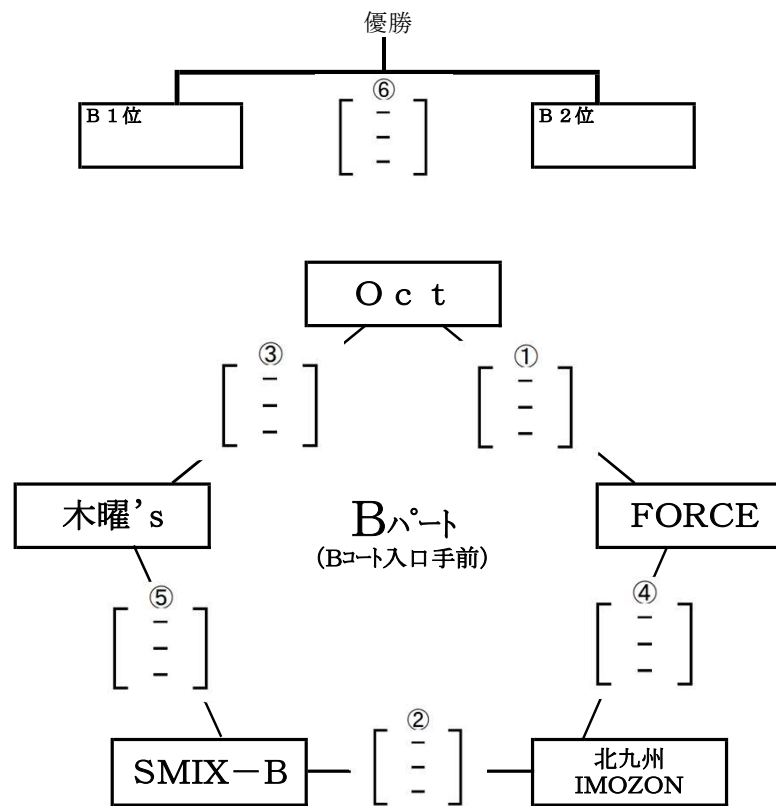 優勝
⑥
B1位
B2位
－
－
－
Oct
③
①
－
－
－
－
－
－
木曜’s
Bパート
(Bコート入口手前)
FORCE
⑤
④
－
－
－
－
－
－
②
－
－
－
SMIX－B
北九州
IMOZON